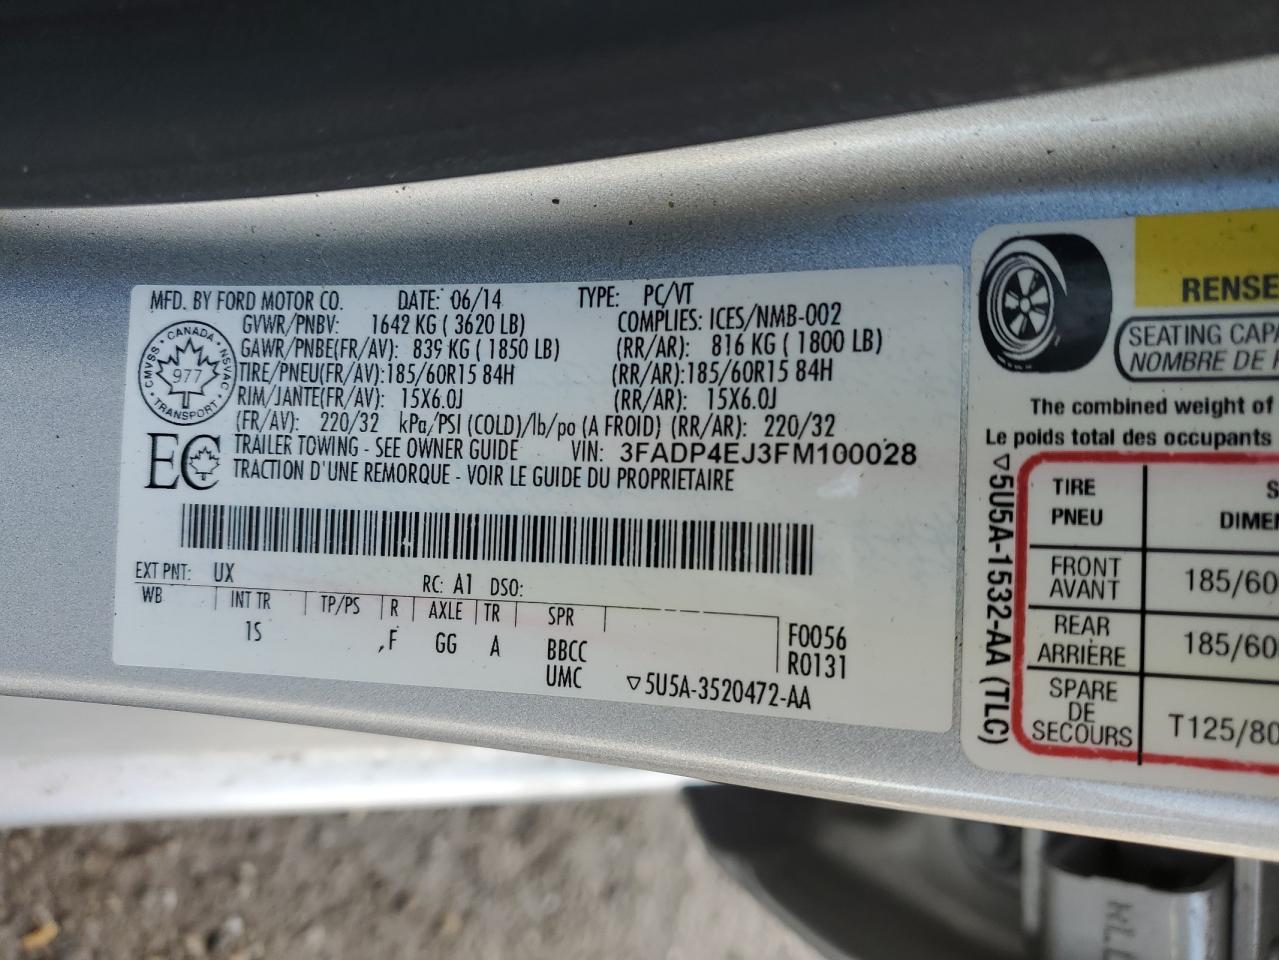 MFD. BY FORD MOTOR CO. DATE: 06/14 TYPE: PC/VT
GVWR/PNBV: 1642 KG ( 3620 LB) COMPLIES: ICES/NMB-002
GAWR/PNBE(FR/AV): 839 KG ( 1850 LB) (RR/AR): 816 KG ( 1800 LB)
TIRE/PNEU(FR/AV):185/60R15 84H (RR/AR):185/60R15 84H
RIM/JANTE(FR/AV): 15X6.0J (RR/AR): 15X6.0J
(FR/AV): 220/32 kPa/PSI (COLD)/lb/po (A FROID) (RR/AR): 220/32
TRAILER TOWING - SEE OWNER GUIDE VIN: 3FADP4EJ3FM100028
TRACTION D'UNE REMORQUE - VOIR LE GUIDE DU PROPRIETAIRE
CANADA
CMVSS 977 NSVAC
TRANSPORT
EC
EXT PNT: UX RC: A1 DSO:
WB INT TR TP/PS R AXLE TR SPR
1S ,F GG A BBCC F0056
UMC R0131
▽5U5A-3520472-AA
RENSE
SEATING CAPA
NOMBRE DE
The combined weight of
Le poids total des occupants
▽5U5A-1532-AA (TLC)
TIRE
PNEU DIME
FRONT
AVANT 185/60
REAR
ARRIÈRE 185/60
SPARE
DE
SECOURS T125/80